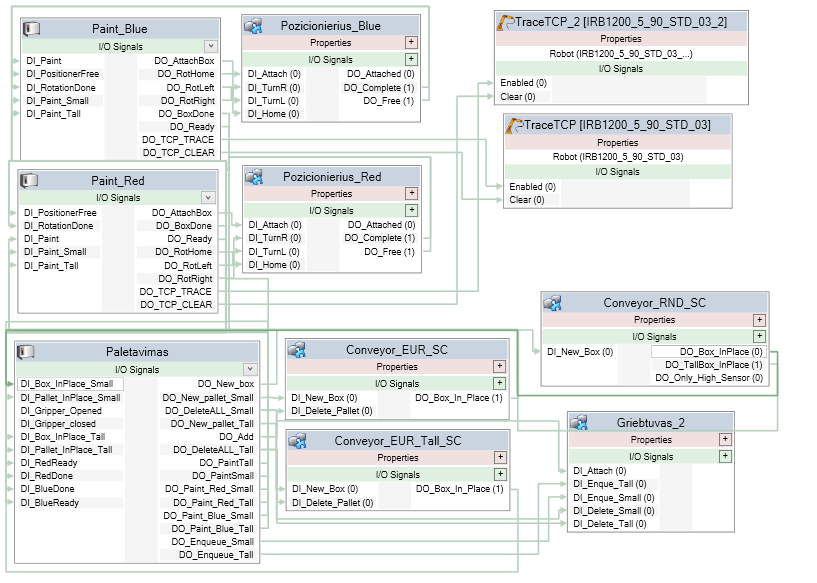 Paint_Blue
I/O Signals
DI_Paint
DI_PositionerFree
DI_RotationDone
DI_Paint_Small
DI_Paint_Tall
DO_AttachBox
DO_RotHome
DO_RotLeft
DO_RotRight
DO_BoxDone
DO_Ready
DO_TCP_TRACE
DO_TCP_CLEAR
Pozicionierius_Blue
Properties +
I/O Signals +
DI_Attach (0)
DI_TurnR (0)
DI_TurnL (0)
DI_Home (0)
DO_Attached (0)
DO_Complete (1)
DO_Free (1)
TraceTCP_2 [IRB1200_5_90_STD_03_2]
Properties
Robot (IRB1200_5_90_STD_03_...)
I/O Signals
Enabled (0)
Clear (0)
TraceTCP [IRB1200_5_90_STD_03]
Properties
Robot (IRB1200_5_90_STD_03)
I/O Signals
Enabled (0)
Clear (0)
Paint_Red
I/O Signals
DI_PositionerFree
DI_RotationDone
DI_Paint
DI_Paint_Small
DI_Paint_Tall
DO_AttachBox
DO_BoxDone
DO_Ready
DO_RotHome
DO_RotLeft
DO_RotRight
DO_TCP_TRACE
DO_TCP_CLEAR
Pozicionierius_Red
Properties +
I/O Signals +
DI_Attach (0)
DI_TurnR (0)
DI_TurnL (0)
DI_Home (0)
DO_Attached (0)
DO_Complete (1)
DO_Free (1)
Conveyor_RND_SC
Properties +
I/O Signals +
DI_New_Box (0)
DO_Box_InPlace (0)
DO_TallBox_InPlace (1)
DO_Only_High_Sensor (0)
Paletavimas
I/O Signals
DI_Box_InPlace_Small
DI_Pallet_InPlace_Small
DI_Gripper_Opened
DI_Gripper_closed
DI_Box_InPlace_Tall
DI_Pallet_InPlace_Tall
DI_RedReady
DI_RedDone
DI_BlueDone
DI_BlueReady
DO_New_box
DO_New_pallet_Small
DO_DeleteALL_Small
DO_New_pallet_Tall
DO_Add
DO_DeleteALL_Tall
DO_PaintTall
DO_PaintSmall
DO_Paint_Red_Small
DO_Paint_Red_Tall
DO_Paint_Blue_Small
DO_Paint_Blue_Tall
DO_Enqueue_Small
DO_Enqueue_Tall
Conveyor_EUR_SC
Properties +
I/O Signals +
DI_New_Box (0)
DI_Delete_Pallet (0)
DO_Box_In_Place (1)
Conveyor_EUR_Tall_SC
Properties +
I/O Signals +
DI_New_Box (0)
DI_Delete_Pallet (0)
DO_Box_In_Place (1)
Griebtuvas_2
Properties +
I/O Signals +
DI_Attach (0)
DI_Enque_Tall (0)
DI_Enque_Small (0)
DI_Delete_Small (0)
DI_Delete_Tall (0)